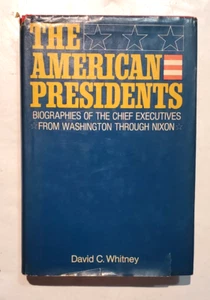 THE
AMERICAN
PRESIDENTS
BIOGRAPHIES OF THE CHIEF EXECUTIVES
FROM WASHINGTON THROUGH NIXON
David C. Whitney